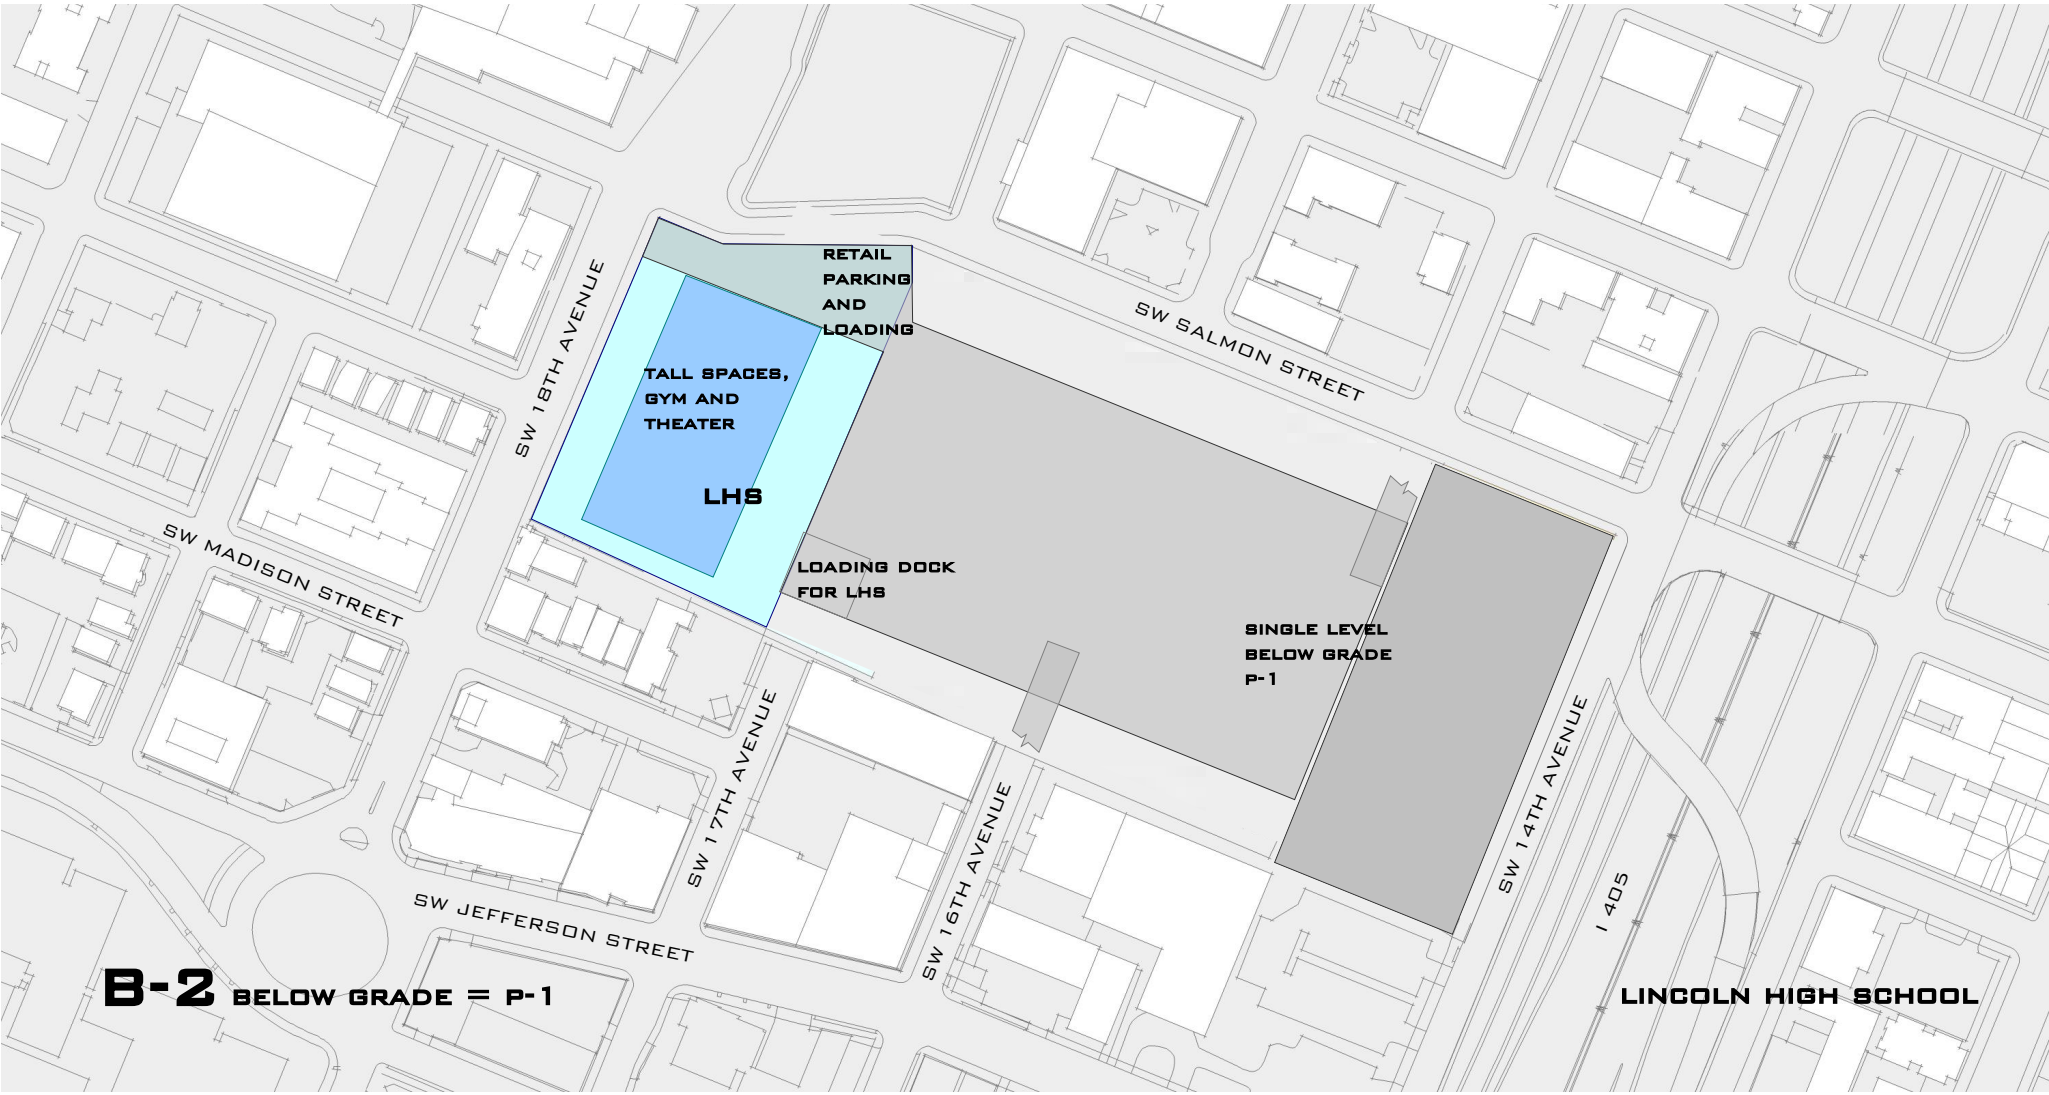 RETAIL
PARKING
AND
LOADING
SW SALMON STREET
SW 18TH AVENUE
TALL SPACES,
GYM AND
THEATER
LHS
SW MADISON STREET
LOADING DOCK
FOR LHS
SINGLE LEVEL
BELOW GRADE
P-1
SW 17TH AVENUE
SW 16TH AVENUE
SW 14TH AVENUE
I 405
SW JEFFERSON STREET
B-2 BELOW GRADE = P-1
LINCOLN HIGH SCHOOL